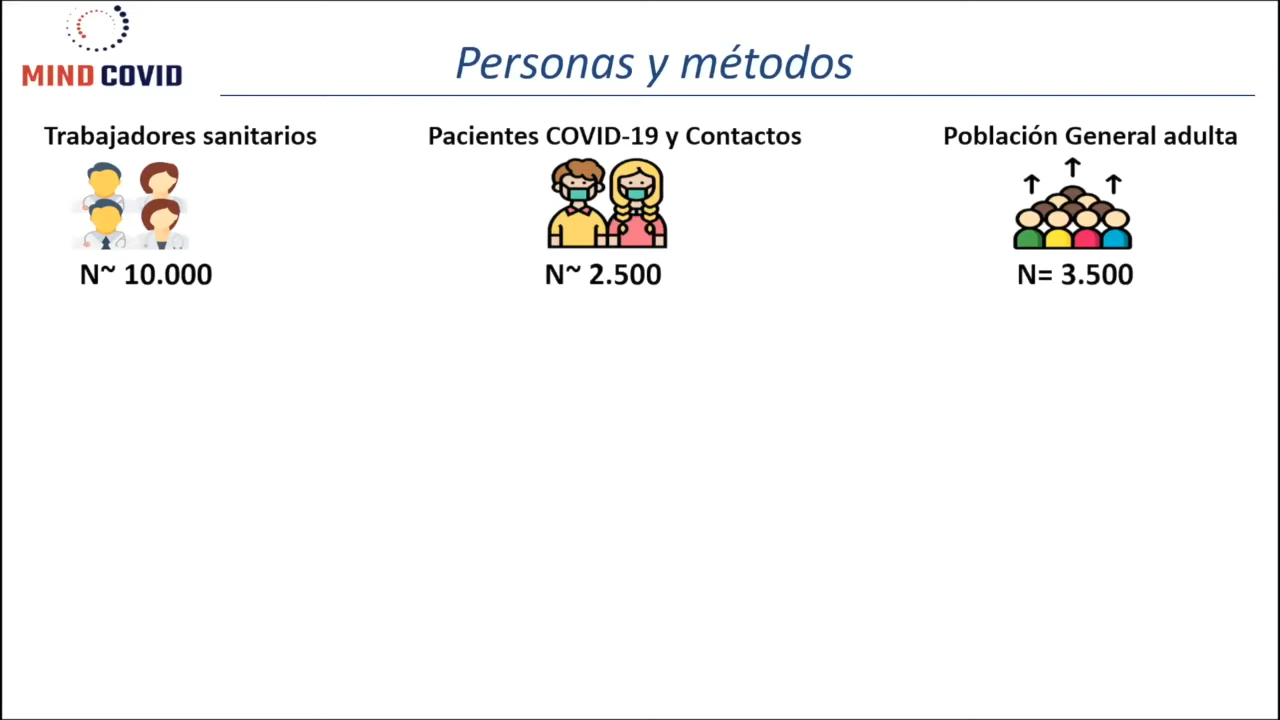 MIND COVID
Personas y métodos
Trabajadores sanitarios
Pacientes COVID-19 y Contactos
Población General adulta
N~ 10.000
N~ 2.500
N= 3.500